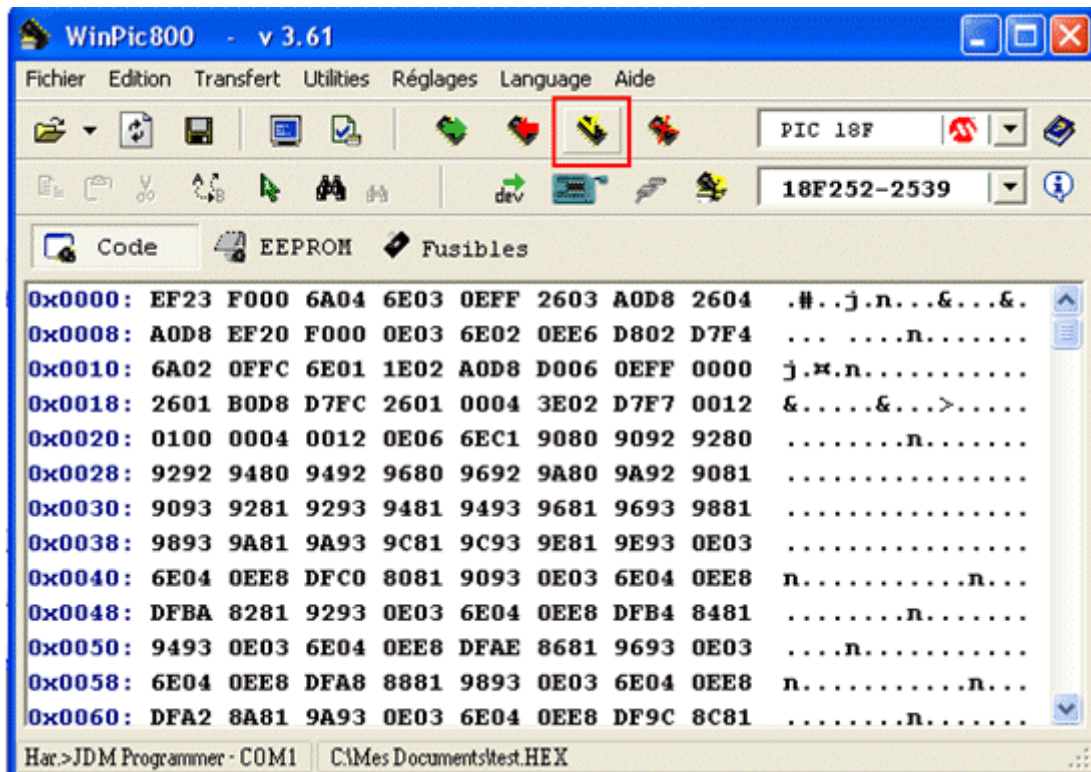 WinPic800 - v 3.61
Fichier Edition Transfert Utilities Réglages Language Aide
PIC 18F
A B
dev
18F252-2539
Code EEPROM Fusibles
0x0000: EF23 F000 6A04 6E03 0EFF 2603 A0D8 2604 .#..j.n...&...&.
0x0008: A0D8 EF20 F000 0E03 6E02 0EE6 D802 D7F4 ... ....n.......
0x0010: 6A02 0FFC 6E01 1E02 A0D8 D006 0EFF 0000 j.¤.n...........
0x0018: 2601 B0D8 D7FC 2601 0004 3E02 D7F7 0012 &.....&...>.....
0x0020: 0100 0004 0012 0E06 6EC1 9080 9092 9280 ........n.......
0x0028: 9292 9480 9492 9680 9692 9A80 9A92 9081 ................
0x0030: 9093 9281 9293 9481 9493 9681 9693 9881 ................
0x0038: 9893 9A81 9A93 9C81 9C93 9E81 9E93 0E03 ................
0x0040: 6E04 0EE8 DFC0 8081 9093 0E03 6E04 0EE8 n...........n...
0x0048: DFBA 8281 9293 0E03 6E04 0EE8 DFB4 8481 ........n.......
0x0050: 9493 0E03 6E04 0EE8 DFAE 8681 9693 0E03 ....n...........
0x0058: 6E04 0EE8 DFA8 8881 9893 0E03 6E04 0EE8 n...........n...
0x0060: DFA2 8A81 9A93 0E03 6E04 0EE8 DF9C 8C81 ........n.......
Har.>JDM Programmer - COM1 C:\Mes Documents\test.HEX